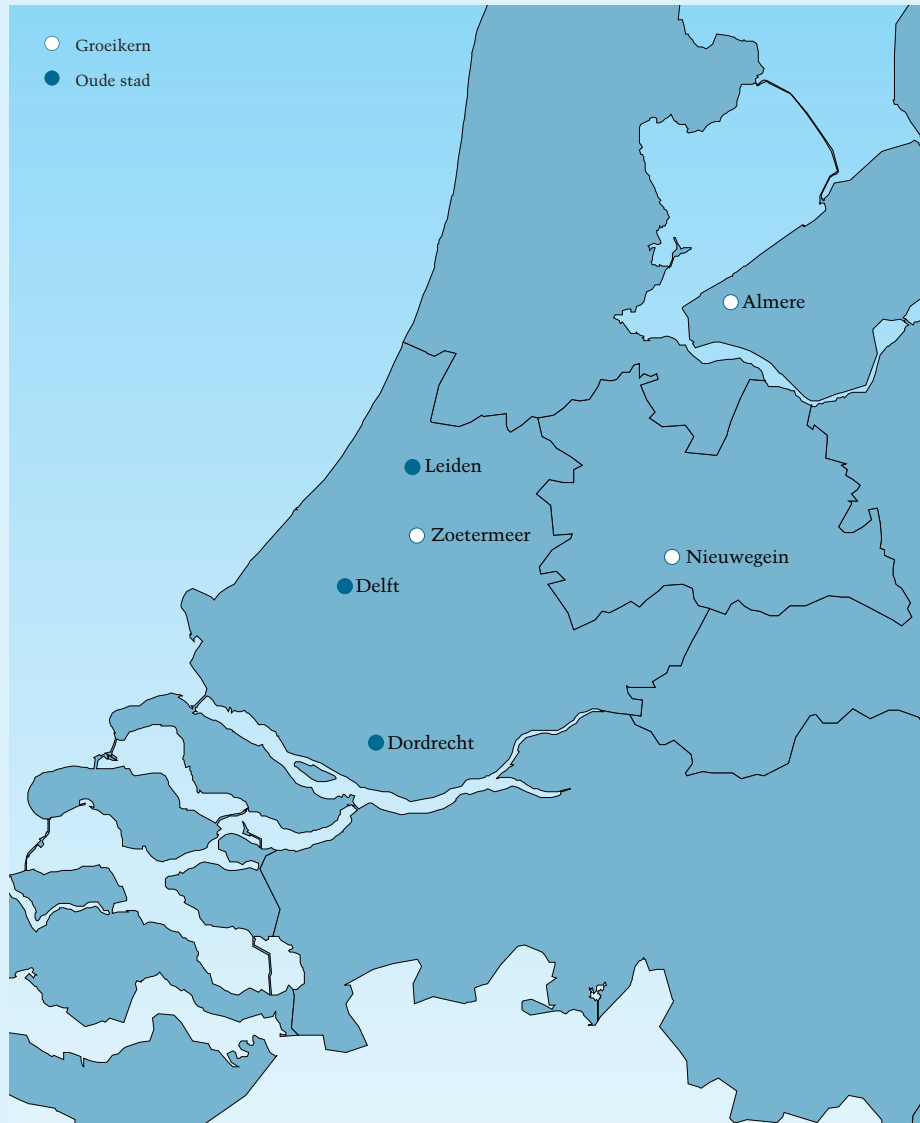 Groeikern
Oude stad
Almere
Leiden
Zoetermeer
Nieuwegein
Delft
Dordrecht